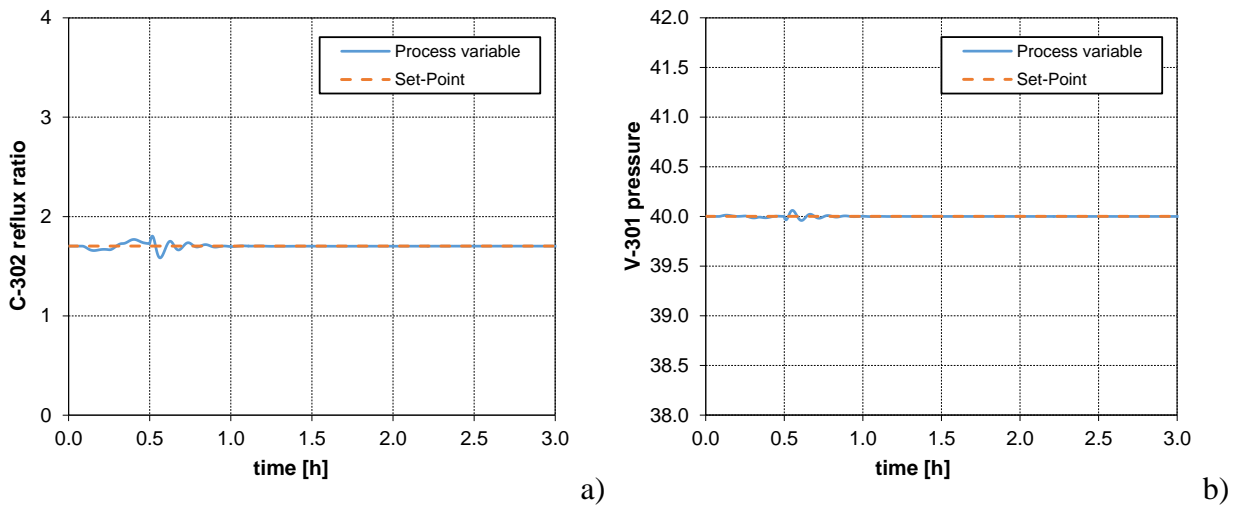 4
3
2
1
0
C-302 reflux ratio
Process variable
Set-Point
0.0 0.5 1.0 1.5 2.0 2.5 3.0
time [h]
a)
42.0
41.5
41.0
40.5
40.0
39.5
39.0
38.5
38.0
V-301 pressure
Process variable
Set-Point
0.0 0.5 1.0 1.5 2.0 2.5 3.0
time [h]
b)